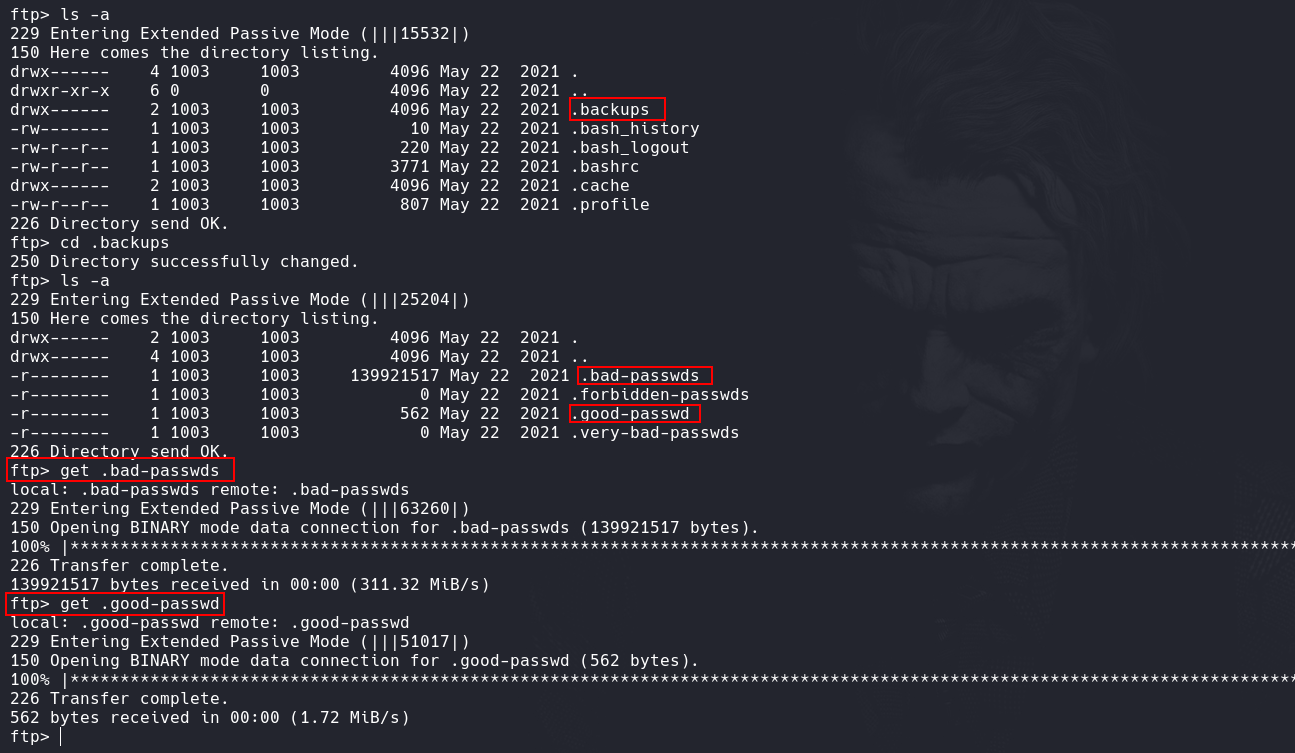 ftp> ls -a
229 Entering Extended Passive Mode (|||15532|)
150 Here comes the directory listing.
drwx------    4 1003     1003         4096 May 22  2021 .
drwxr-xr-x    6 0        0            4096 May 22  2021 ..
drwx------    2 1003     1003         4096 May 22  2021 .backups
-rw-------    1 1003     1003           10 May 22  2021 .bash_history
-rw-r--r--    1 1003     1003          220 May 22  2021 .bash_logout
-rw-r--r--    1 1003     1003         3771 May 22  2021 .bashrc
drwx------    2 1003     1003         4096 May 22  2021 .cache
-rw-r--r--    1 1003     1003          807 May 22  2021 .profile
226 Directory send OK.
ftp> cd .backups
250 Directory successfully changed.
ftp> ls -a
229 Entering Extended Passive Mode (|||25204|)
150 Here comes the directory listing.
drwx------    2 1003     1003         4096 May 22  2021 .
drwx------    4 1003     1003         4096 May 22  2021 ..
-r--------    1 1003     1003     139921517 May 22  2021 .bad-passwds
-r--------    1 1003     1003            0 May 22  2021 .forbidden-passwds
-r--------    1 1003     1003          562 May 22  2021 .good-passwd
-r--------    1 1003     1003            0 May 22  2021 .very-bad-passwds
226 Directory send OK.
ftp> get .bad-passwds
local: .bad-passwds remote: .bad-passwds
229 Entering Extended Passive Mode (|||63260|)
150 Opening BINARY mode data connection for .bad-passwds (139921517 bytes).
100% |***************************************************************************************************************************
226 Transfer complete.
139921517 bytes received in 00:00 (311.32 MiB/s)
ftp> get .good-passwd
local: .good-passwd remote: .good-passwd
229 Entering Extended Passive Mode (|||51017|)
150 Opening BINARY mode data connection for .good-passwd (562 bytes).
100% |***************************************************************************************************************************
226 Transfer complete.
562 bytes received in 00:00 (1.72 MiB/s)
ftp>